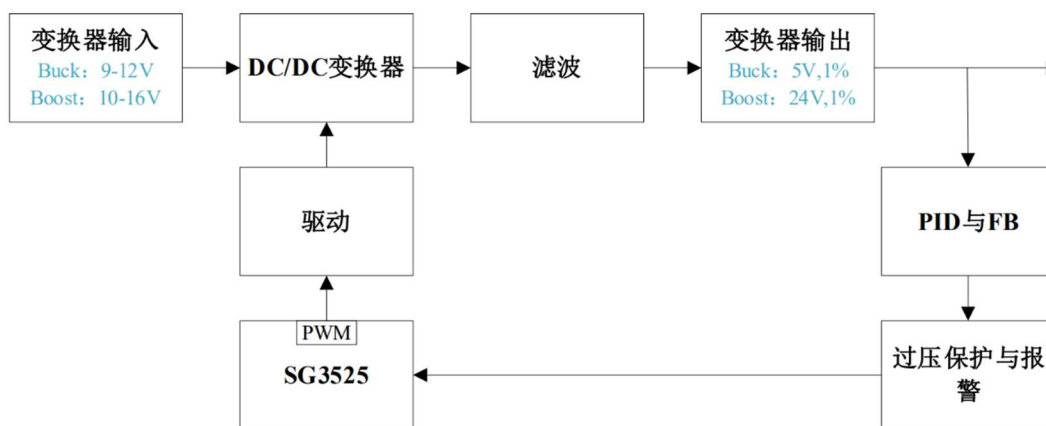 变换器输入
Buck：9-12V
Boost：10-16V
DC/DC变换器
滤波
变换器输出
Buck：5V,1%
Boost：24V,1%
驱动
PID与FB
PWM
SG3525
过压保护与报
警